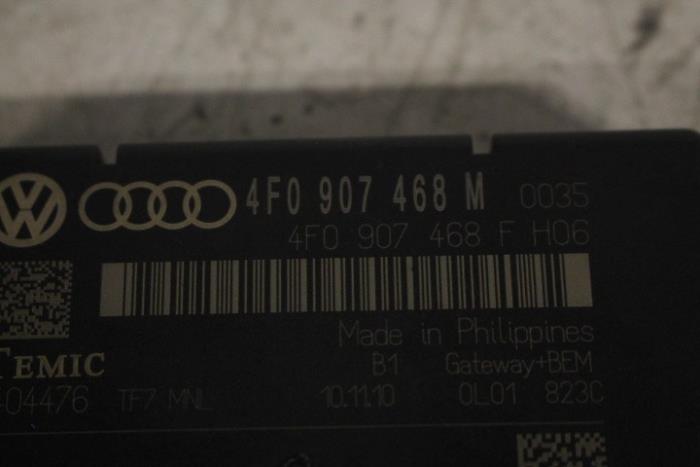 4F0 907 468 M 0035
4F0 907 468 F H06
Made in Philippines
TEMIC B1 Gateway+BEM
04476 TF7 MNL 10.11.10 0L01 823C